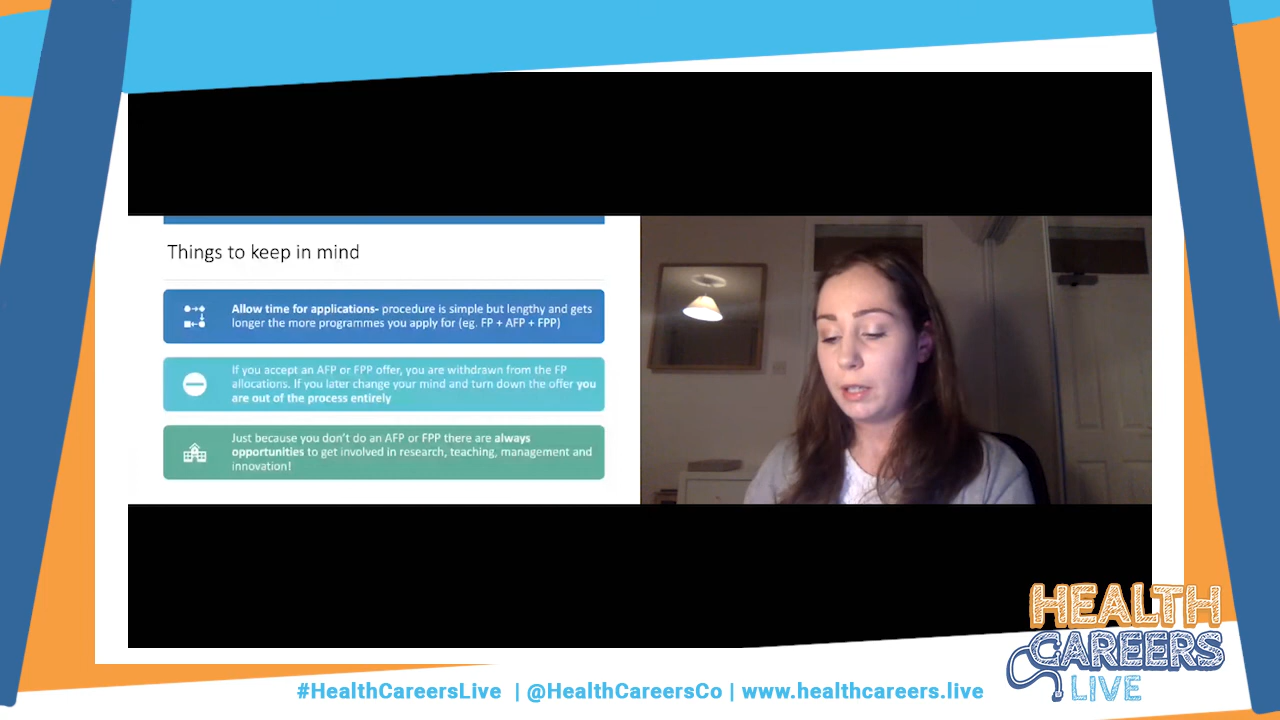 Things to keep in mind
Allow time for applications- procedure is simple but lengthy and gets
longer the more programmes you apply for (eg. FP + AFP + FPP)
If you accept an AFP or FPP offer, you are withdrawn from the FP
allocations. If you later change your mind and turn down the offer you
are out of the process entirely
Just because you don't do an AFP or FPP there are always
opportunities to get involved in research, teaching, management and
innovation!
HEALTH
CAREERS
LIVE
#HealthCareersLive | @HealthCareersCo | www.healthcareers.live